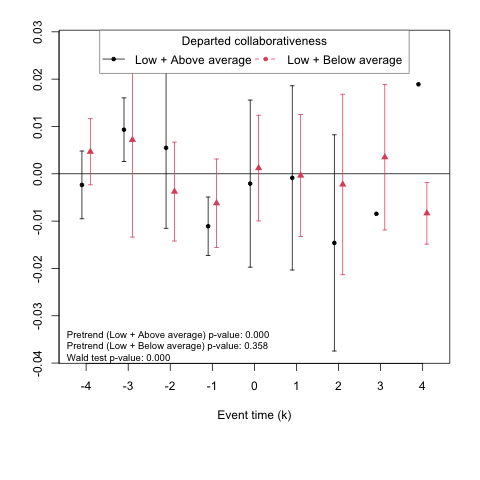 Departed collaborativeness
Low + Above average Low + Below average
0.03
0.02
0.01
0.00
-0.01
-0.02
-0.03
-0.04
Pretrend (Low + Above average) p-value: 0.000
Pretrend (Low + Below average) p-value: 0.358
Wald test p-value: 0.000
-4 -3 -2 -1 0 1 2 3 4
Event time (k)